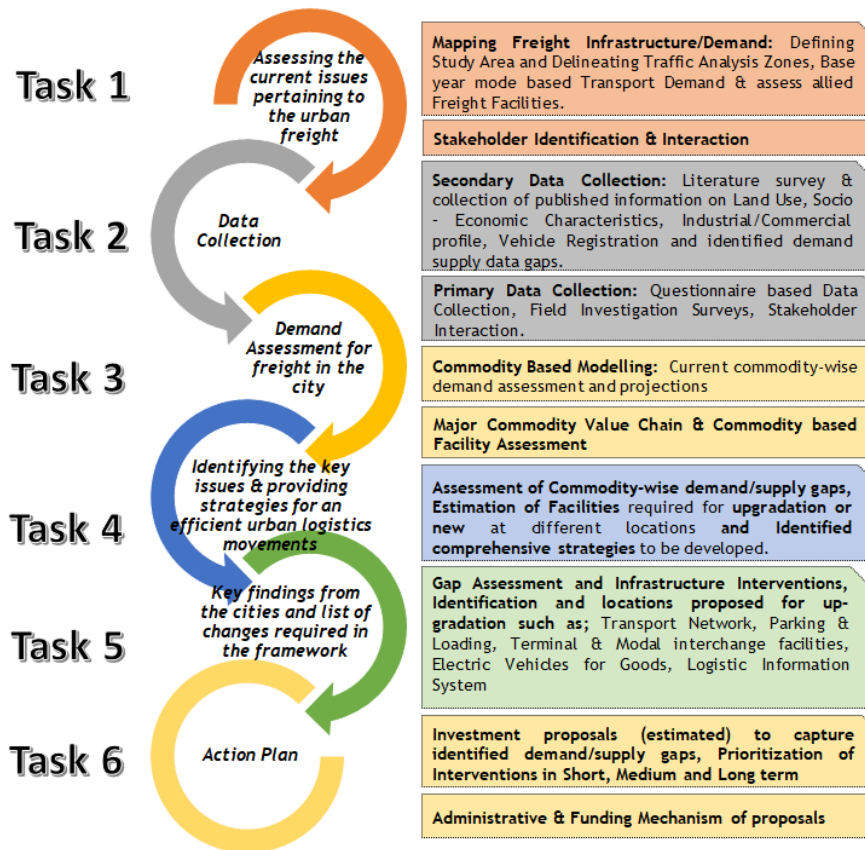 Task 1
Assessing the
current issues
pertaining to
the urban
freight
Mapping Freight Infrastructure/Demand: Defining
Study Area and Delineating Traffic Analysis Zones, Base
year mode based Transport Demand & assess allied
Freight Facilities.
Stakeholder Identification & Interaction
Task 2
Data
Collection
Secondary Data Collection: Literature survey &
collection of published information on Land Use, Socio
- Economic Characteristics, Industrial/Commercial
profile, Vehicle Registration and identified demand
supply data gaps.
Primary Data Collection: Questionnaire based Data
Collection, Field Investigation Surveys, Stakeholder
Interaction.
Task 3
Demand
Assessment for
freight in the
city
Commodity Based Modelling: Current commodity-wise
demand assessment and projections
Major Commodity Value Chain & Commodity based
Facility Assessment
Task 4
Identifying the key
issues & providing
strategies for an
efficient urban logistics
movements
Assessment of Commodity-wise demand/supply gaps,
Estimation of Facilities required for upgradation or
new at different locations and Identified
comprehensive strategies to be developed.
Task 5
Key findings from
the cities and list of
changes required in
the framework
Gap Assessment and Infrastructure Interventions,
Identification and locations proposed for up-
gradation such as; Transport Network, Parking &
Loading, Terminal & Modal interchange facilities,
Electric Vehicles for Goods, Logistic Information
System
Task 6
Action Plan
Investment proposals (estimated) to capture
identified demand/supply gaps, Prioritization of
Interventions in Short, Medium and Long term
Administrative & Funding Mechanism of proposals